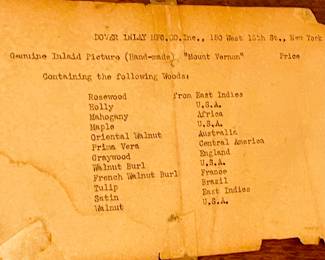 DOVER INLAY MFG.CO.Inc., 160 West 15th St., New York
Genuine Inlaid Picture (Hand-made) "Mount Vernon" Price
Containing the following Woods:
Rosewood from East Indies
Holly U.S.A.
Mahogany Africa
Maple U.S.A.
Oriental Walnut Australia
Prima Vera Central America
Graywood England
Walnut Burl U.S.A.
French Walnut Burl France
Tulip Brazil
Satin East Indies
Walnut U.S.A.